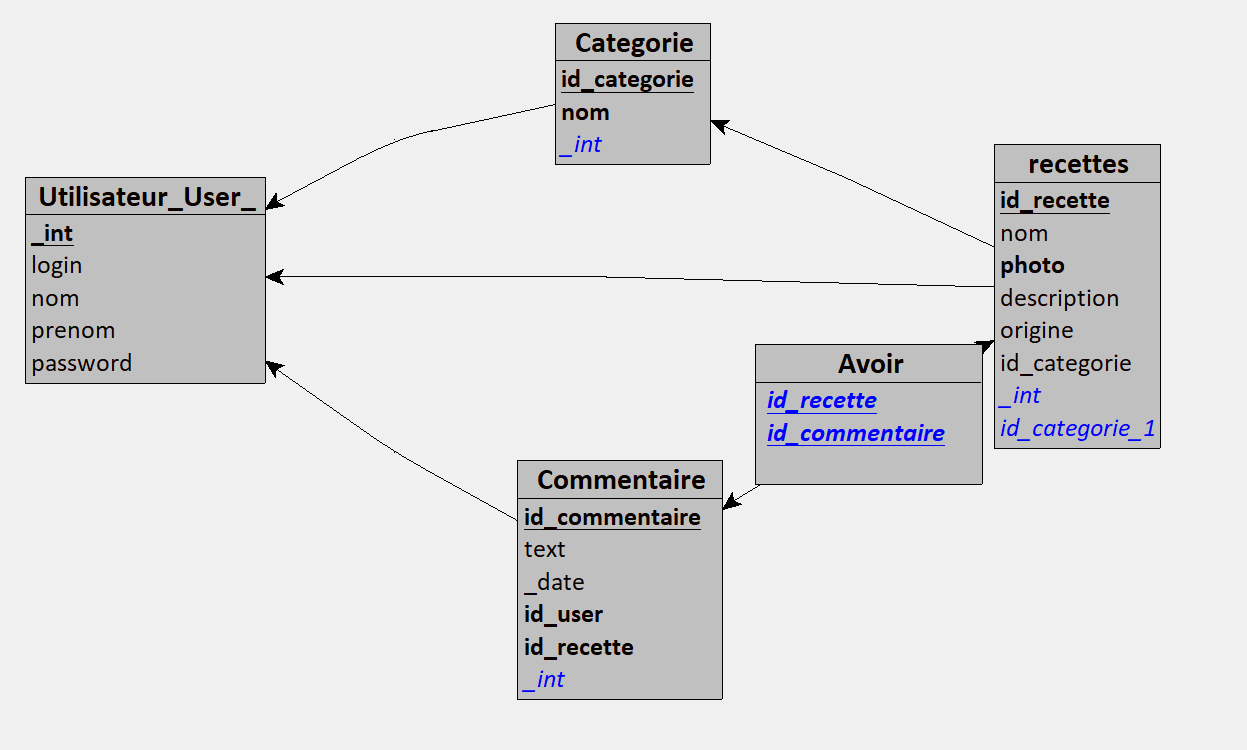 Categorie
id_categorie
nom
_int
Utilisateur_User_
_int
login
nom
prenom
password
recettes
id_recette
nom
photo
description
origine
id_categorie
_int
id_categorie_1
Avoir
id_recette
id_commentaire
Commentaire
id_commentaire
text
_date
id_user
id_recette
_int